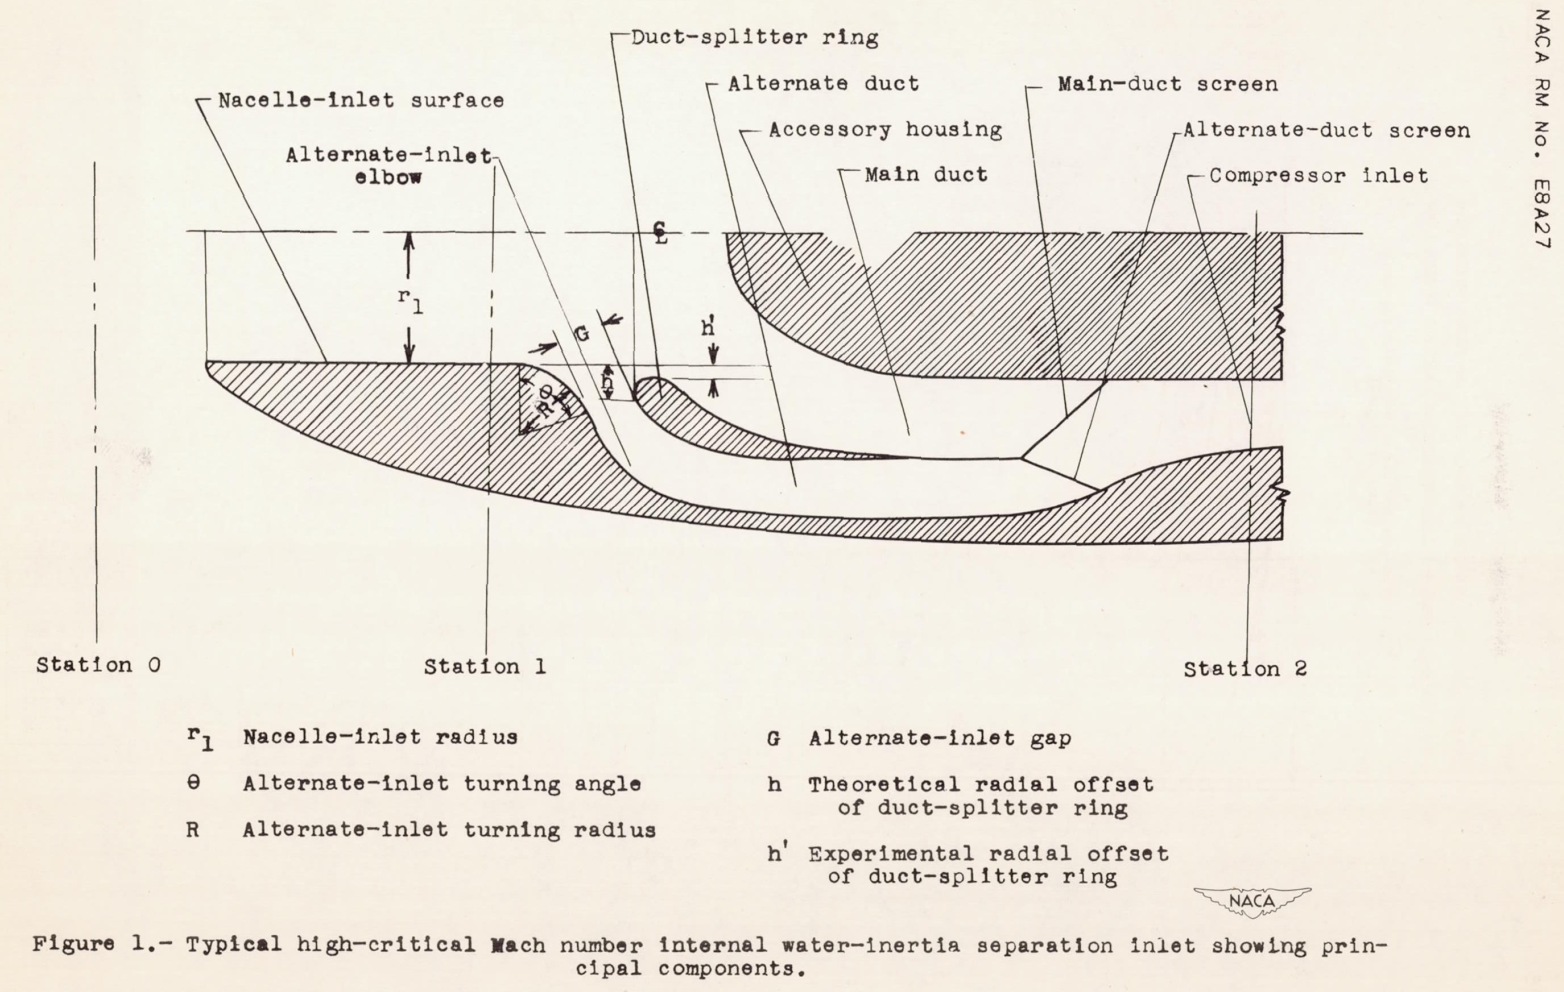 NACA RM No. E8A27
Duct-splitter ring
Alternate duct
Main-duct screen
Nacelle-inlet surface
Accessory housing
Alternate-duct screen
Alternate-inlet
elbow
Main duct
Compressor inlet
℄
r1
G
h'
h
θ
R
Station 0
Station 1
Station 2
r1 Nacelle-inlet radius
θ Alternate-inlet turning angle
R Alternate-inlet turning radius
G Alternate-inlet gap
h Theoretical radial offset
of duct-splitter ring
h' Experimental radial offset
of duct-splitter ring
NACA
Figure 1.- Typical high-critical Mach number internal water-inertia separation inlet showing prin-
cipal components.